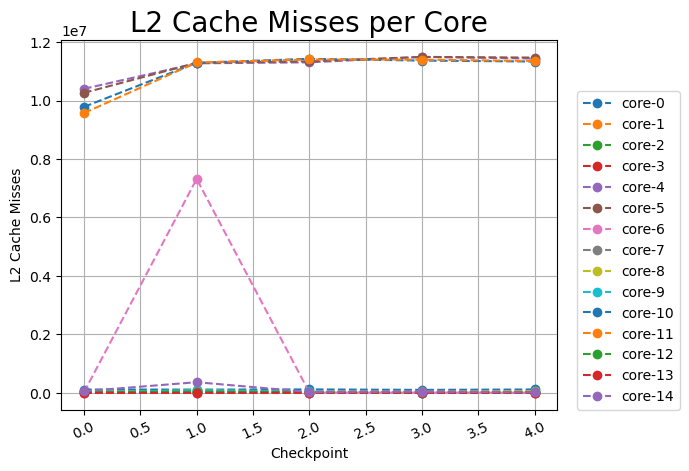 L2 Cache Misses per Core
1e7
1.2
1.0
0.8
0.6
0.4
0.2
0.0
L2 Cache Misses
0.0 0.5 1.0 1.5 2.0 2.5 3.0 3.5 4.0
Checkpoint
core-0
core-1
core-2
core-3
core-4
core-5
core-6
core-7
core-8
core-9
core-10
core-11
core-12
core-13
core-14